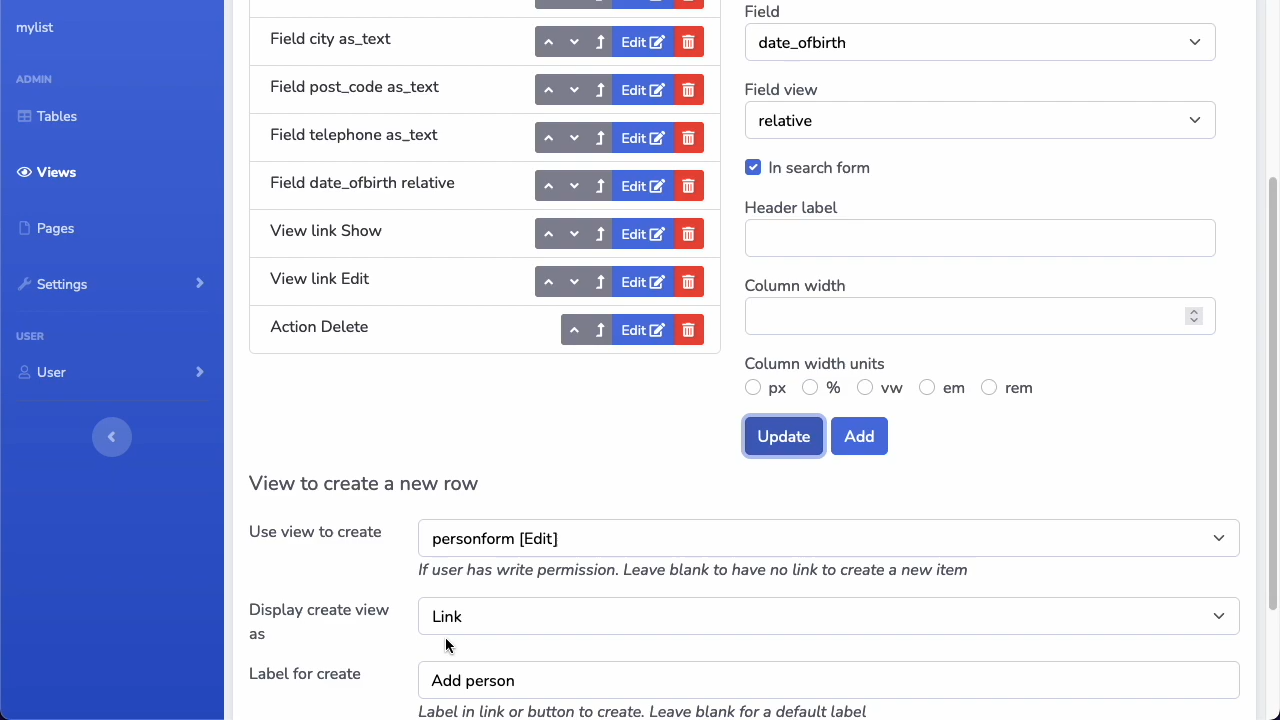 mylist
ADMIN
Tables
Views
Pages
Settings
USER
User
Field city as_text
Edit
Field post_code as_text
Edit
Field telephone as_text
Edit
Field date_ofbirth relative
Edit
View link Show
Edit
View link Edit
Edit
Action Delete
Edit
Field
date_ofbirth
Field view
relative
In search form
Header label
Column width
Column width units
px % vw em rem
Update Add
View to create a new row
Use view to create
personform [Edit]
If user has write permission. Leave blank to have no link to create a new item
Display create view
as
Link
Label for create
Add person
Label in link or button to create. Leave blank for a default label